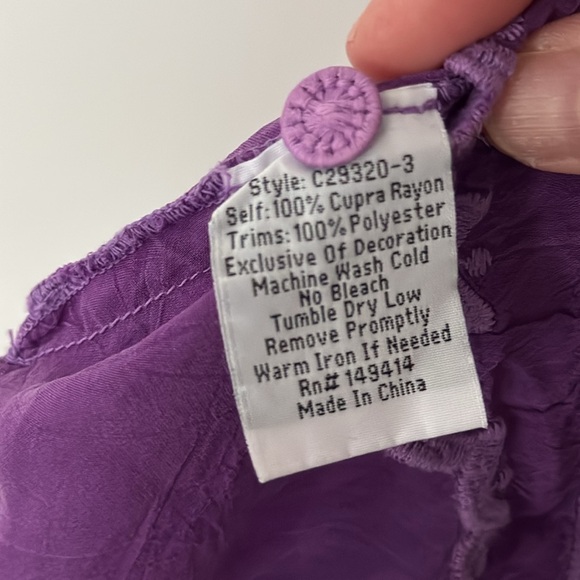 Style: C29320-3
Self:100% Cupra Rayon
Trims:100%Polyester
Exclusive Of Decoration
Machine Wash Cold
No Bleach
Tumble Dry Low
Remove Promptly
Warm Iron If Needed
Rn# 149414
Made In China